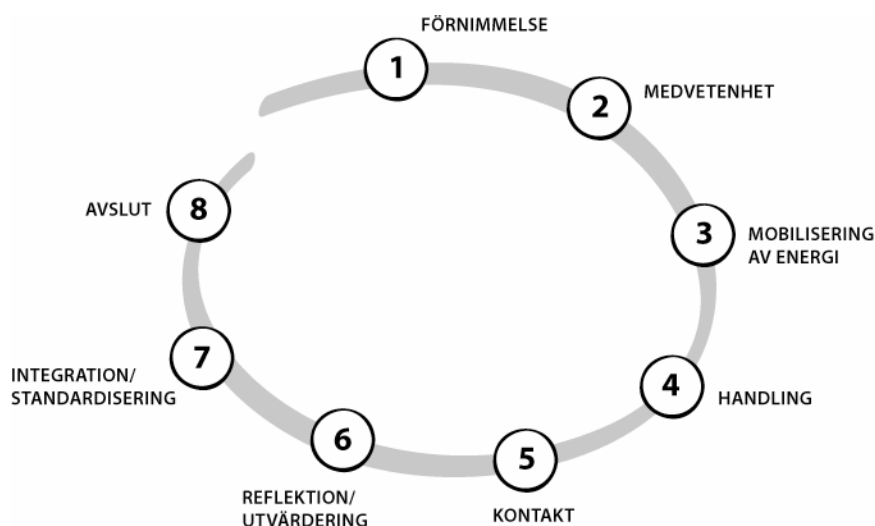 1
FÖRNIMMELSE
2
MEDVETENHET
3
MOBILISERING
AV ENERGI
4
HANDLING
5
KONTAKT
6
REFLEKTION/
UTVÄRDERING
7
INTEGRATION/
STANDARDISERING
8
AVSLUT